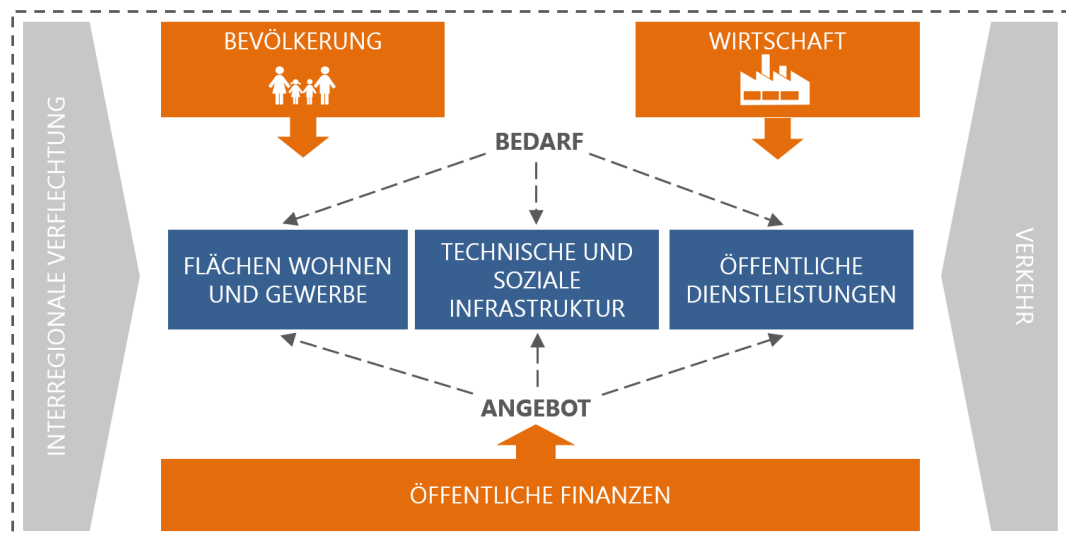 BEVÖLKERUNG
WIRTSCHAFT
INTERREGIONALE VERFLECHTUNG
BEDARF
FLÄCHEN WOHNEN
UND GEWERBE
TECHNISCHE UND
SOZIALE
INFRASTRUKTUR
ÖFFENTLICHE
DIENSTLEISTUNGEN
VERKEHR
ANGEBOT
ÖFFENTLICHE FINANZEN